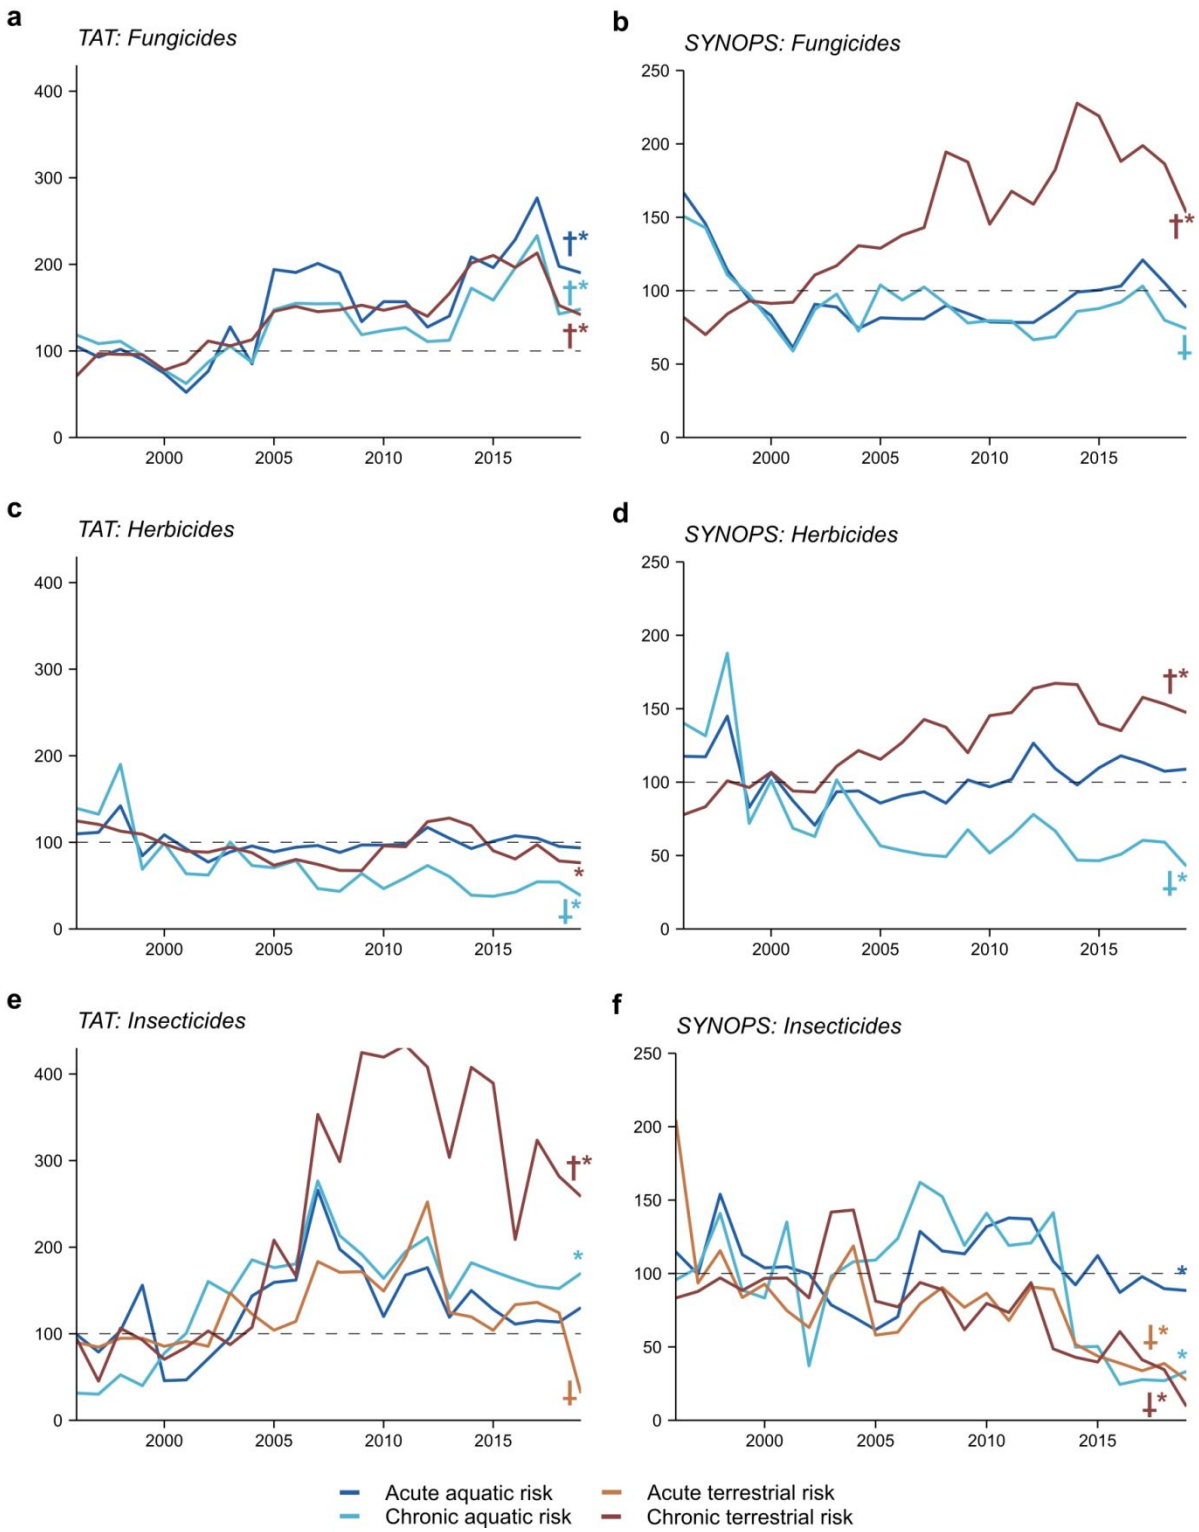 a
TAT: Fungicides
400
300
200
100
0
2000 2005 2010 2015
†*
†*
†*
b
SYNOPS: Fungicides
250
200
150
100
50
0
2000 2005 2010 2015
†*
‡
c
TAT: Herbicides
400
300
200
100
0
2000 2005 2010 2015
*
‡*
d
SYNOPS: Herbicides
250
200
150
100
50
0
2000 2005 2010 2015
†*
‡*
e
TAT: Insecticides
400
300
200
100
0
2000 2005 2010 2015
†*
*
‡
f
SYNOPS: Insecticides
250
200
150
100
50
0
2000 2005 2010 2015
*
‡*
*
‡*
Acute aquatic risk
Chronic aquatic risk
Acute terrestrial risk
Chronic terrestrial risk